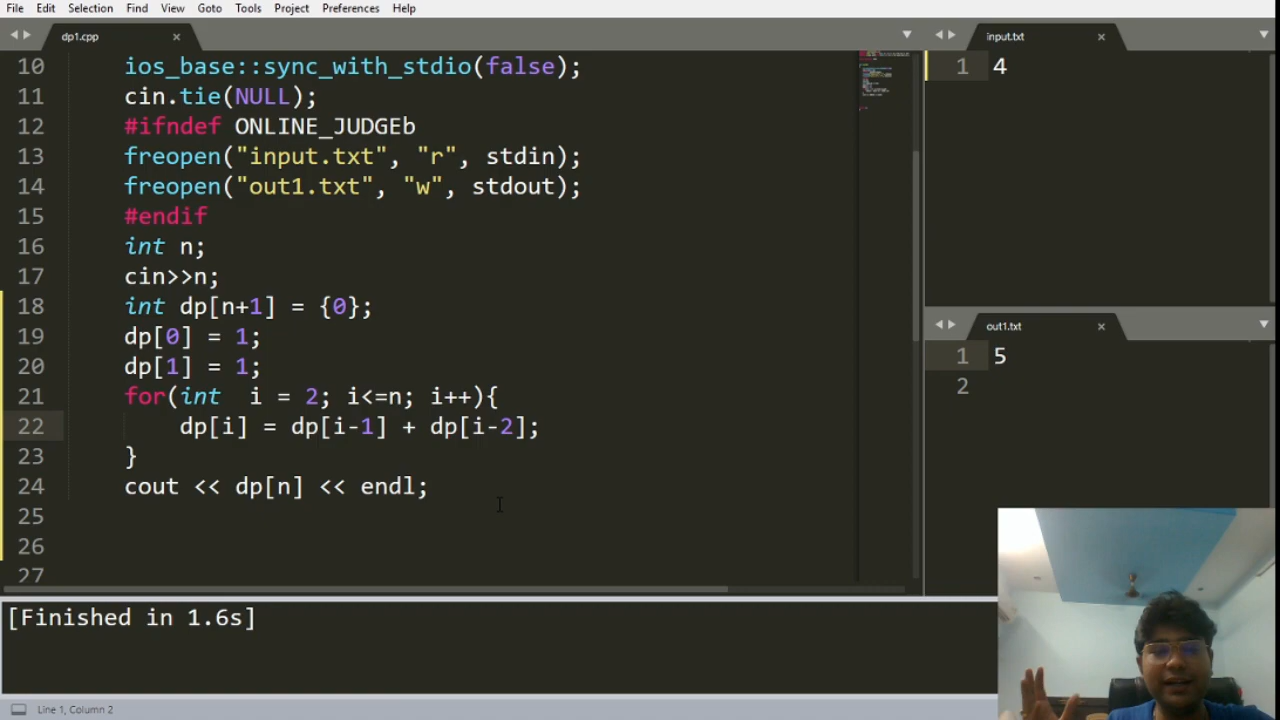 File Edit Selection Find View Goto Tools Project Preferences Help
dp1.cpp
10 ios_base::sync_with_stdio(false);
11 cin.tie(NULL);
12 #ifndef ONLINE_JUDGEb
13 freopen("input.txt", "r", stdin);
14 freopen("out1.txt", "w", stdout);
15 #endif
16 int n;
17 cin>>n;
18 int dp[n+1] = {0};
19 dp[0] = 1;
20 dp[1] = 1;
21 for(int i = 2; i<=n; i++){
22 dp[i] = dp[i-1] + dp[i-2];
23 }
24 cout << dp[n] << endl;
25
26
27
input.txt
1 4
out1.txt
1 5
2
[Finished in 1.6s]
Line 1, Column 2